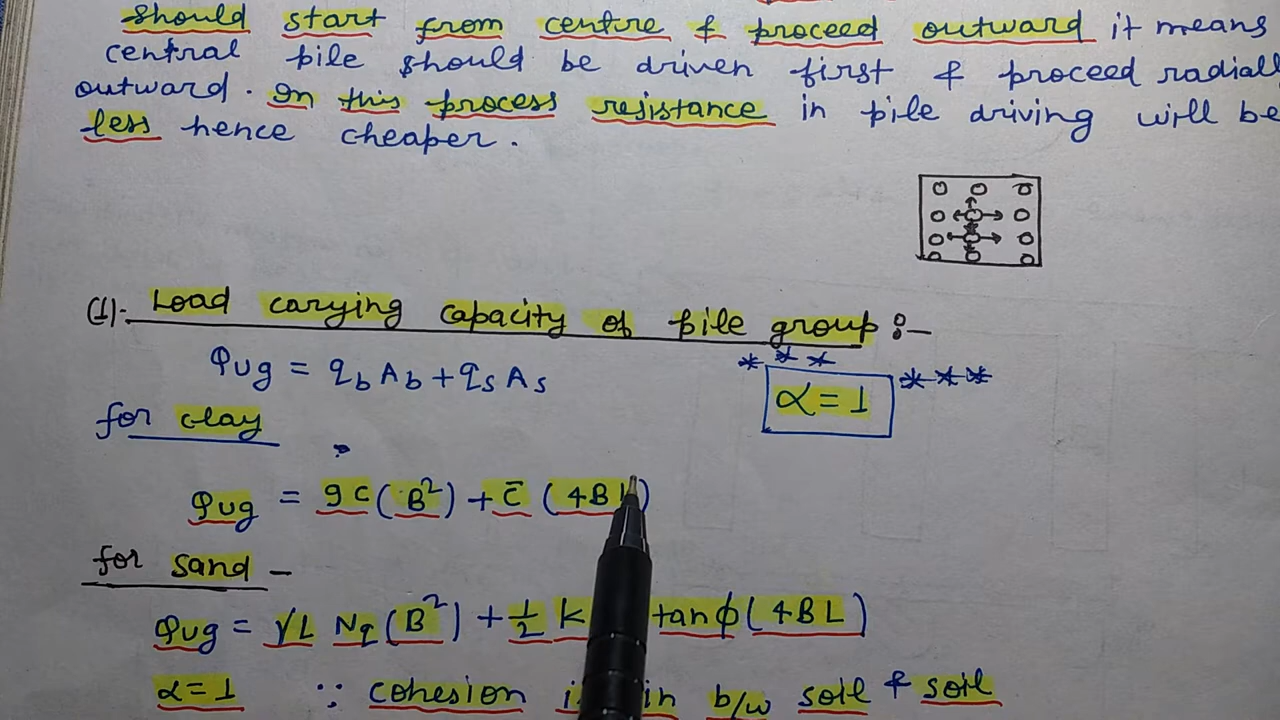 should start from centre & proceed outward it means
central pile should be driven first & proceed radially
outward. In this process resistance in pile driving will be
less hence cheaper.
(1). Load carying capacity of pile group :-
Qug = qb Ab + qs As
* * *
α = 1
* * *
for clay
Qug = 9c (B²) + c̄ (4B
for sand -
Qug = γL Nq (B²) + 1/2 K tanφ (4BL)
α = 1 ∵ cohesion in b/w soil & soil